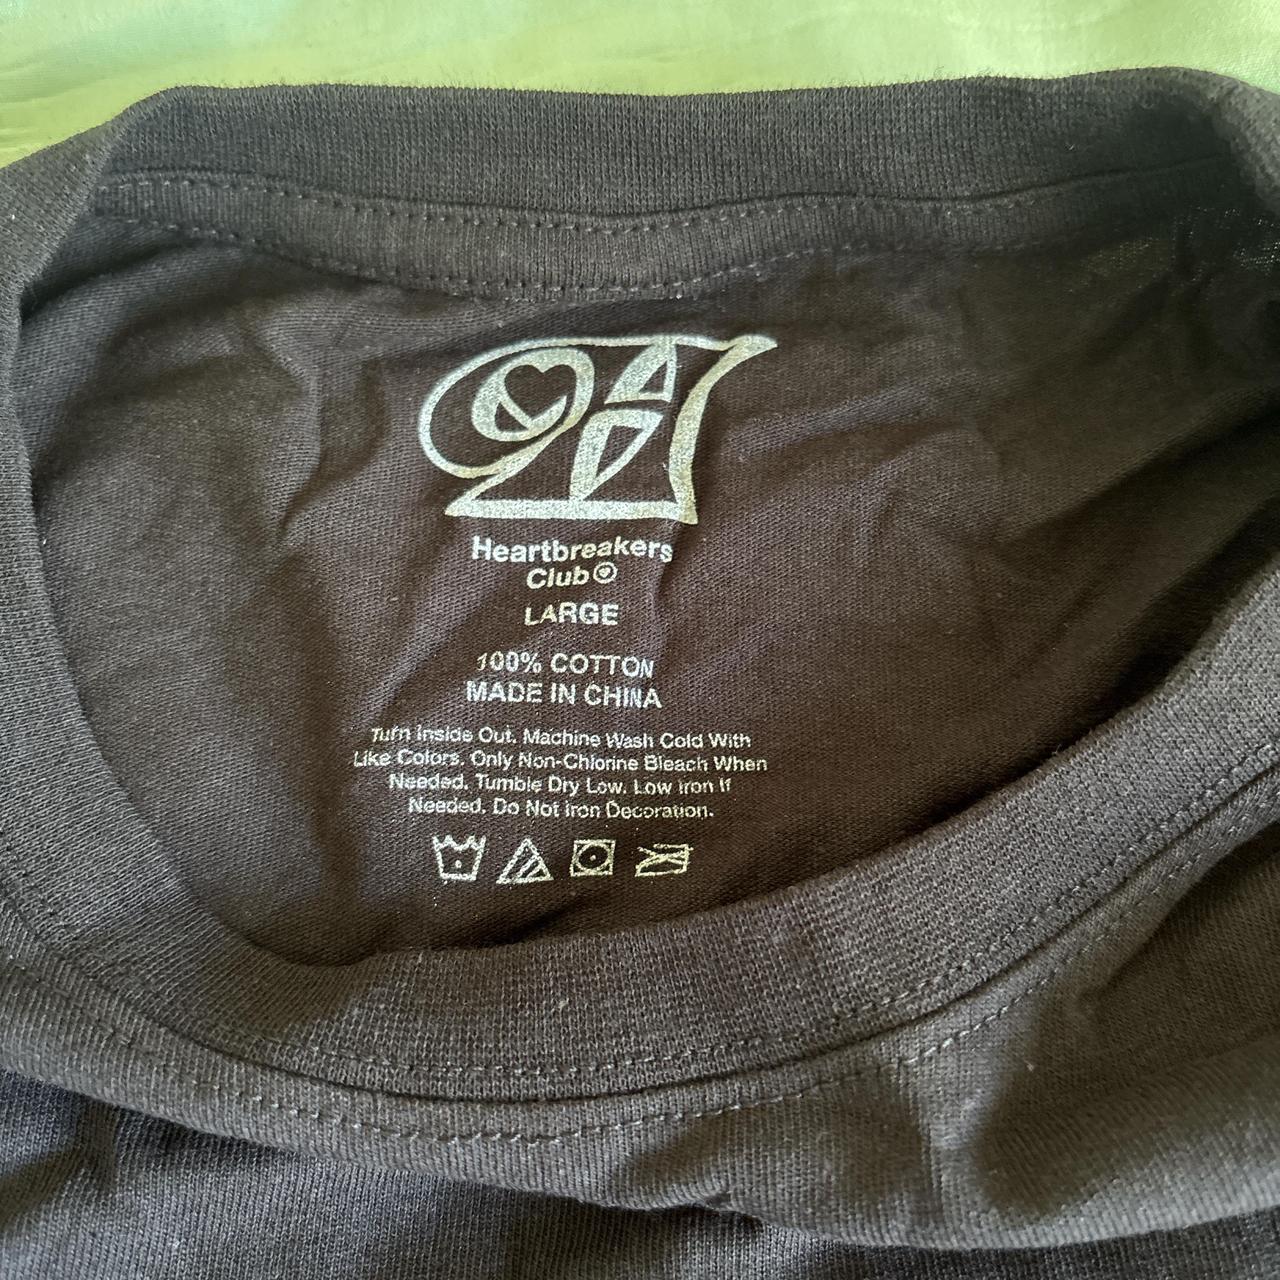 Heartbreakers
Club
LARGE
100% COTTON
MADE IN CHINA
Turn Inside Out. Machine Wash Cold With
Like Colors. Only Non-Chlorine Bleach When
Needed. Tumble Dry Low. Low Iron If
Needed. Do Not Iron Decoration.